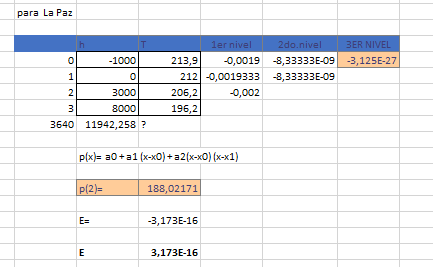 para La Paz
h T 1er nivel 2do.nivel 3ER NIVEL
0 -1000 213,9 -0,0019 -8,33333E-09 -3,125E-27
1 0 212 -0,0019333 -8,33333E-09
2 3000 206,2 -0,002
3 8000 196,2
3640 11942,258 ?
p(x)= a0 + a1 (x-x0) + a2(x-x0) (x-x1)
p(2)= 188,02171
E= -3,173E-16
E 3,173E-16